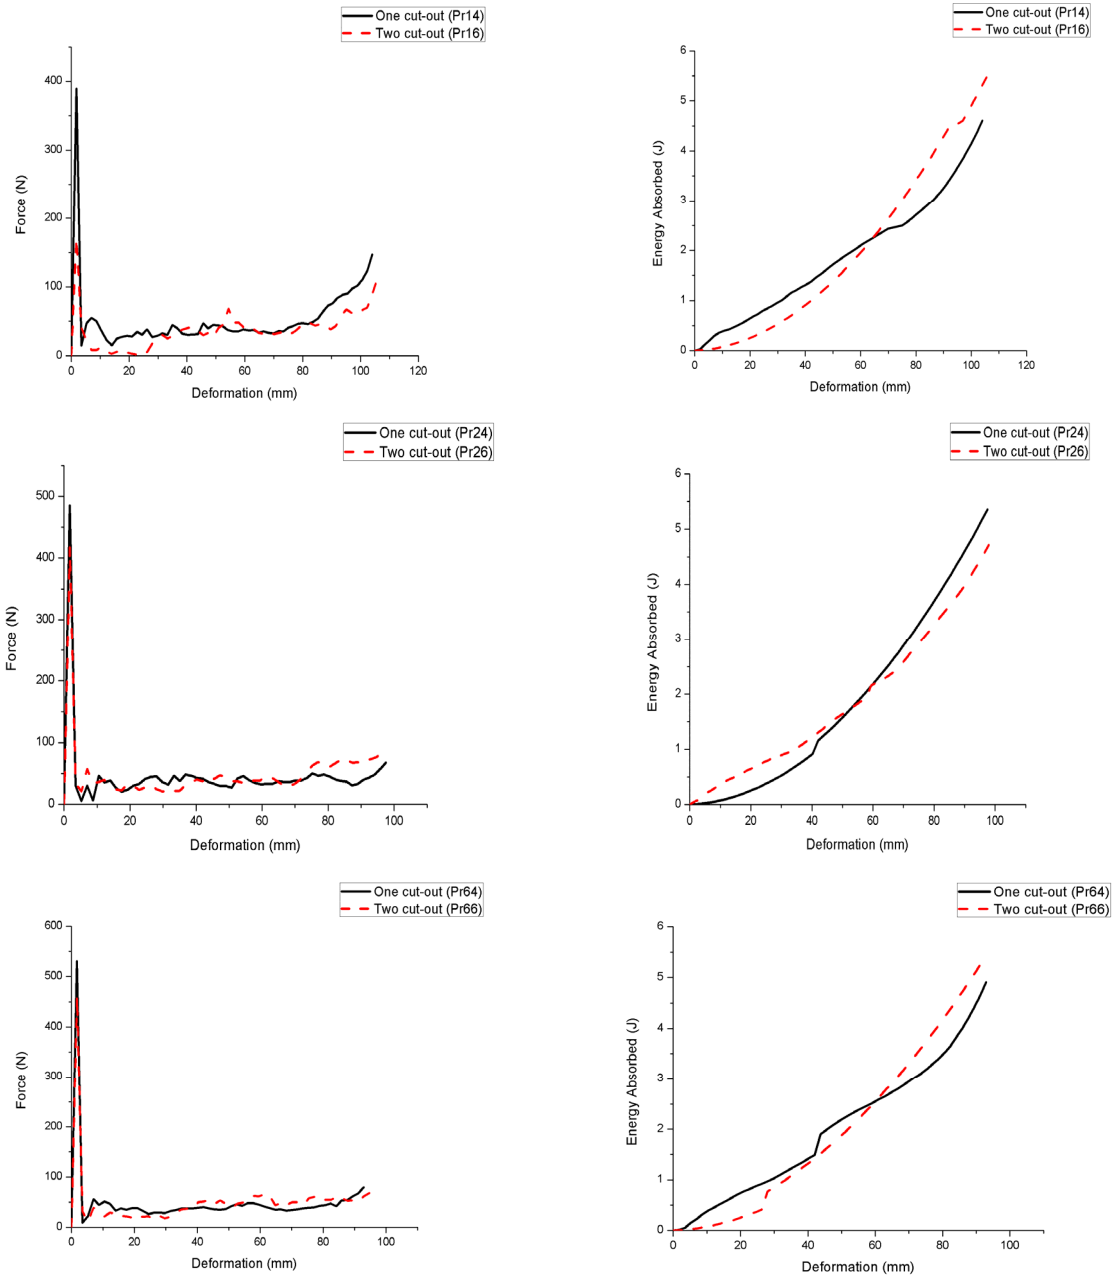 One cut-out (Pr14)
Two cut-out (Pr16)
400
300
200
100
0
Force (N)
0 20 40 60 80 100 120
Deformation (mm)
One cut-out (Pr14)
Two cut-out (Pr16)
6
5
4
3
2
1
0
Energy Absorbed (J)
0 20 40 60 80 100 120
Deformation (mm)
One cut-out (Pr24)
Two cut-out (Pr26)
500
400
300
200
100
0
Force (N)
0 20 40 60 80 100
Deformation (mm)
One cut-out (Pr24)
Two cut-out (Pr26)
6
5
4
3
2
1
0
Energy Absorbed (J)
0 20 40 60 80 100
Deformation (mm)
One cut-out (Pr64)
Two cut-out (Pr66)
600
500
400
300
200
100
0
Force (N)
0 20 40 60 80 100
Deformation (mm)
One cut-out (Pr64)
Two cut-out (Pr66)
6
5
4
3
2
1
0
Energy Absorbed (J)
0 20 40 60 80 100
Deformation (mm)